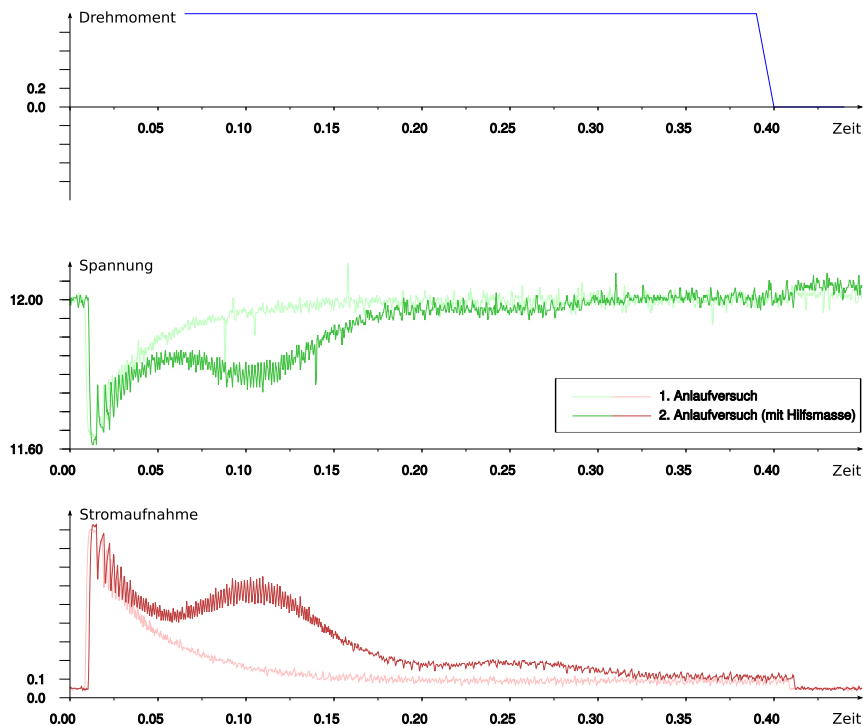 Drehmoment
0.2
0.0
0.05 0.10 0.15 0.20 0.25 0.30 0.35 0.40 Zeit
Spannung
12.00
1. Anlaufversuch
2. Anlaufversuch (mit Hilfsmasse)
11.60
0.00 0.05 0.10 0.15 0.20 0.25 0.30 0.35 0.40 Zeit
Stromaufnahme
0.1
0.0
0.00 0.05 0.10 0.15 0.20 0.25 0.30 0.35 0.40 Zeit